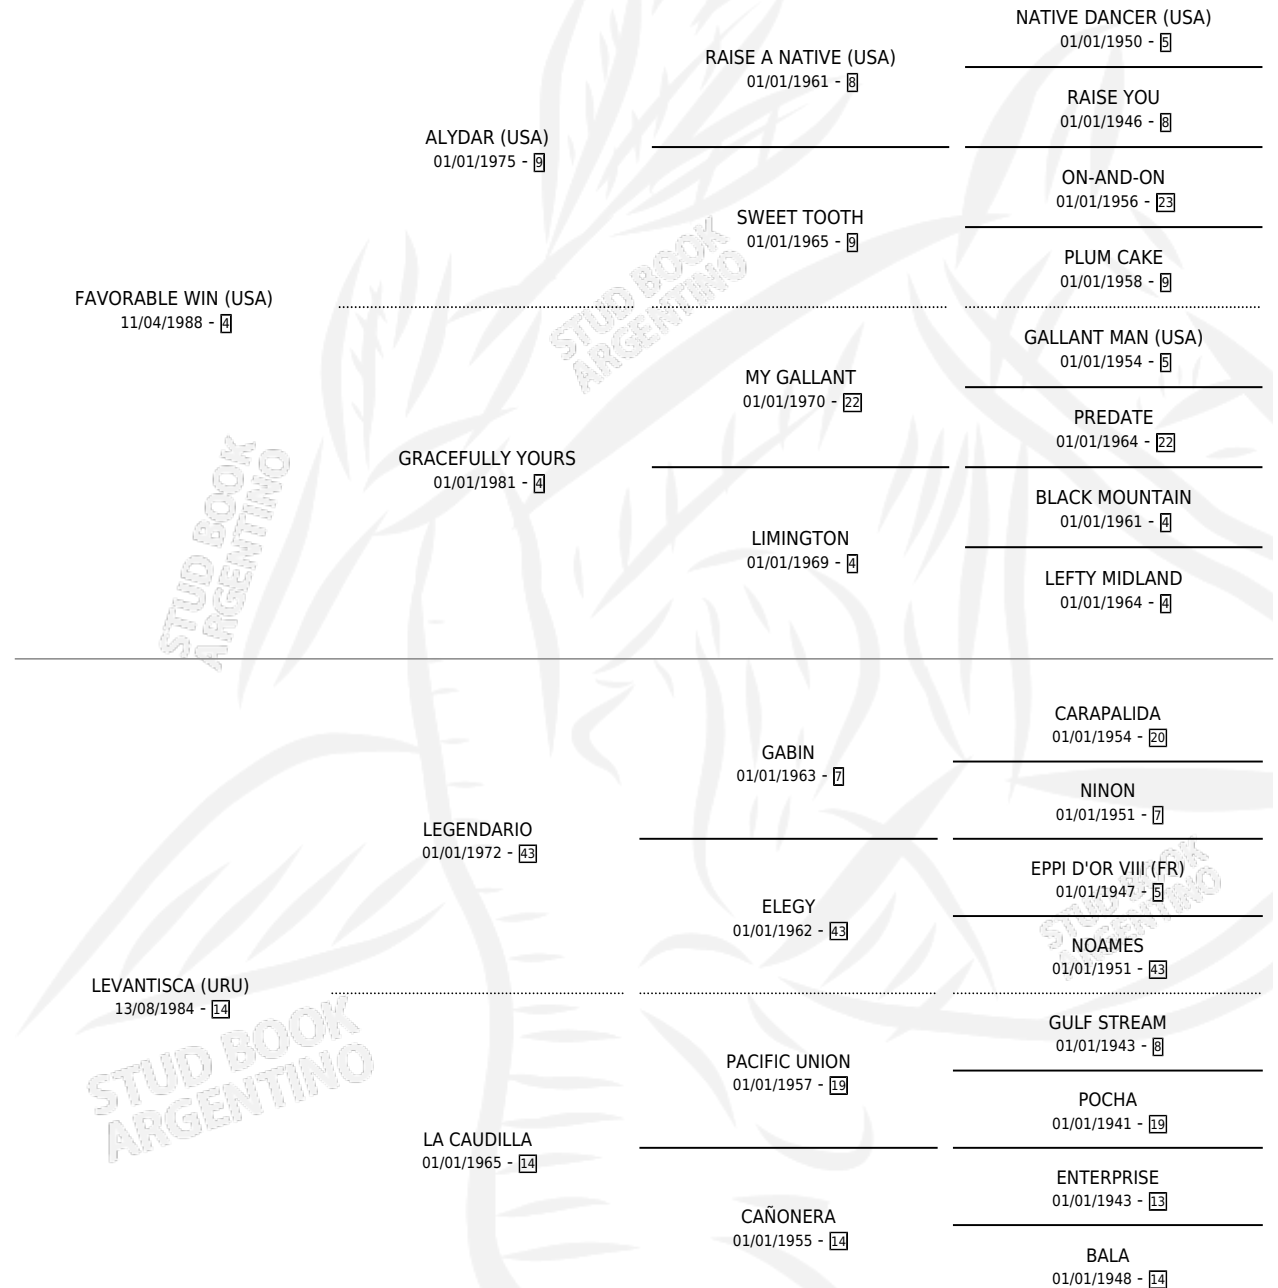 NATIVE DANCER (USA)
01/01/1950 - 5
RAISE A NATIVE (USA)
01/01/1961 - 8
RAISE YOU
01/01/1946 - 8
ALYDAR (USA)
01/01/1975 - 9
ON-AND-ON
01/01/1956 - 23
SWEET TOOTH
01/01/1965 - 9
PLUM CAKE
01/01/1958 - 9
FAVORABLE WIN (USA)
11/04/1988 - 4
GALLANT MAN (USA)
01/01/1954 - 5
MY GALLANT
01/01/1970 - 22
PREDATE
01/01/1964 - 22
GRACEFULLY YOURS
01/01/1981 - 4
BLACK MOUNTAIN
01/01/1961 - 4
LIMINGTON
01/01/1969 - 4
LEFTY MIDLAND
01/01/1964 - 4
CARAPALIDA
01/01/1954 - 20
GABIN
01/01/1963 - 7
NINON
01/01/1951 - 7
LEGENDARIO
01/01/1972 - 43
EPPI D'OR VIII (FR)
01/01/1947 - 5
ELEGY
01/01/1962 - 43
NOAMES
01/01/1951 - 43
LEVANTISCA (URU)
13/08/1984 - 14
GULF STREAM
01/01/1943 - 8
PACIFIC UNION
01/01/1957 - 19
POCHA
01/01/1941 - 19
LA CAUDILLA
01/01/1965 - 14
ENTERPRISE
01/01/1943 - 13
CAÑONERA
01/01/1955 - 14
BALA
01/01/1948 - 14
STUD BOOK
ARGENTINO
STUD BOOK
ARGENTINO
STUD BOOK
ARGENTINO
STUD BOOK
ARGENTINO